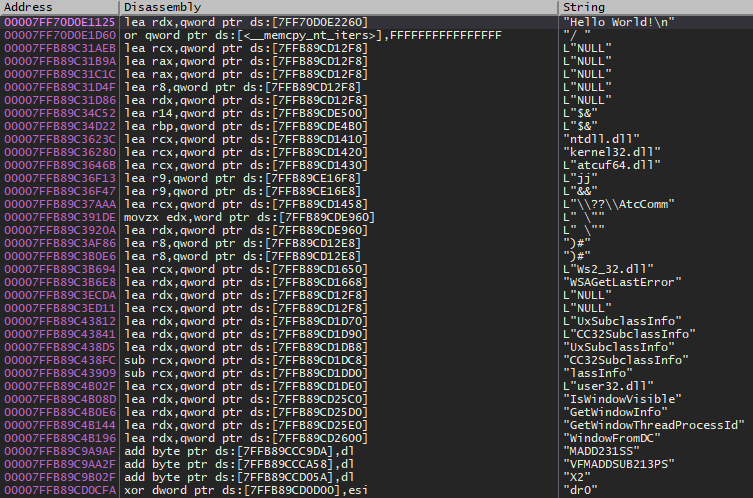 Address Disassembly String
00007FF70D0E1125 lea rdx,qword ptr ds:[7FF70D0E2260] "Hello World!\n"
00007FF70D0E1D60 or qword ptr ds:[<__memcpy_nt_iters>],FFFFFFFFFFFFFFFF "/ "
00007FFB89C31AEB lea rcx,qword ptr ds:[7FFB89CD12F8] L"NULL"
00007FFB89C31B9A lea rax,qword ptr ds:[7FFB89CD12F8] L"NULL"
00007FFB89C31C1C lea rax,qword ptr ds:[7FFB89CD12F8] L"NULL"
00007FFB89C31D4F lea r8,qword ptr ds:[7FFB89CD12F8] L"NULL"
00007FFB89C31D86 lea rdx,qword ptr ds:[7FFB89CD12F8] L"NULL"
00007FFB89C34C52 lea r14,qword ptr ds:[7FFB89CDE500] L"$&"
00007FFB89C34D22 lea rbp,qword ptr ds:[7FFB89CDE4B0] L"$&"
00007FFB89C3623C lea rcx,qword ptr ds:[7FFB89CD1410] "ntdll.dll"
00007FFB89C36280 lea rcx,qword ptr ds:[7FFB89CD1420] "kernel32.dll"
00007FFB89C3646B lea rcx,qword ptr ds:[7FFB89CD1430] L"atcuf64.dll"
00007FFB89C36F13 lea r9,qword ptr ds:[7FFB89CE16F8] L"jj"
00007FFB89C36F47 lea r9,qword ptr ds:[7FFB89CE16E8] L"&&"
00007FFB89C37AAA lea rcx,qword ptr ds:[7FFB89CD1458] L"\\??\\AtcComm"
00007FFB89C391DE movzx edx,word ptr ds:[7FFB89CDE960] L" \""
00007FFB89C3920A lea rdx,qword ptr ds:[7FFB89CDE960] L" \""
00007FFB89C3AF86 lea r8,qword ptr ds:[7FFB89CD12E8] ")#"
00007FFB89C3B0E6 lea r8,qword ptr ds:[7FFB89CD12E8] ")#"
00007FFB89C3B694 lea rcx,qword ptr ds:[7FFB89CD1650] L"Ws2_32.dll"
00007FFB89C3B6E8 lea rdx,qword ptr ds:[7FFB89CD1668] "WSAGetLastError"
00007FFB89C3ECDA lea rcx,qword ptr ds:[7FFB89CD12F8] L"NULL"
00007FFB89C3ED11 lea rcx,qword ptr ds:[7FFB89CD12F8] L"NULL"
00007FFB89C43812 lea rdx,qword ptr ds:[7FFB89CD1D70] L"UxSubclassInfo"
00007FFB89C43841 lea rdx,qword ptr ds:[7FFB89CD1D90] L"CC32SubclassInfo"
00007FFB89C438D5 lea rdx,qword ptr ds:[7FFB89CD1DB8] "UxSubclassInfo"
00007FFB89C438FC sub rcx,qword ptr ds:[7FFB89CD1DC8] "CC32SubclassInfo"
00007FFB89C43909 sub rcx,qword ptr ds:[7FFB89CD1DD0] "lassInfo"
00007FFB89C4B02F lea rcx,qword ptr ds:[7FFB89CD1DE0] L"user32.dll"
00007FFB89C4B08D lea rdx,qword ptr ds:[7FFB89CD25C0] "IsWindowVisible"
00007FFB89C4B0E6 lea rdx,qword ptr ds:[7FFB89CD25D0] "GetWindowInfo"
00007FFB89C4B144 lea rdx,qword ptr ds:[7FFB89CD25E0] "GetWindowThreadProcessId"
00007FFB89C4B196 lea rdx,qword ptr ds:[7FFB89CD2600] "WindowFromDC"
00007FFB89C9A9AF add byte ptr ds:[7FFB89CCC9DA],dl "MADD231SS"
00007FFB89C9AA2F add byte ptr ds:[7FFB89CCCA58],dl "VFMADDSUB213PS"
00007FFB89C9B02F add byte ptr ds:[7FFB89CCD05A],dl "X2"
00007FFB89CD0CFA xor dword ptr ds:[7FFB89CD0D00],esi "dr0"